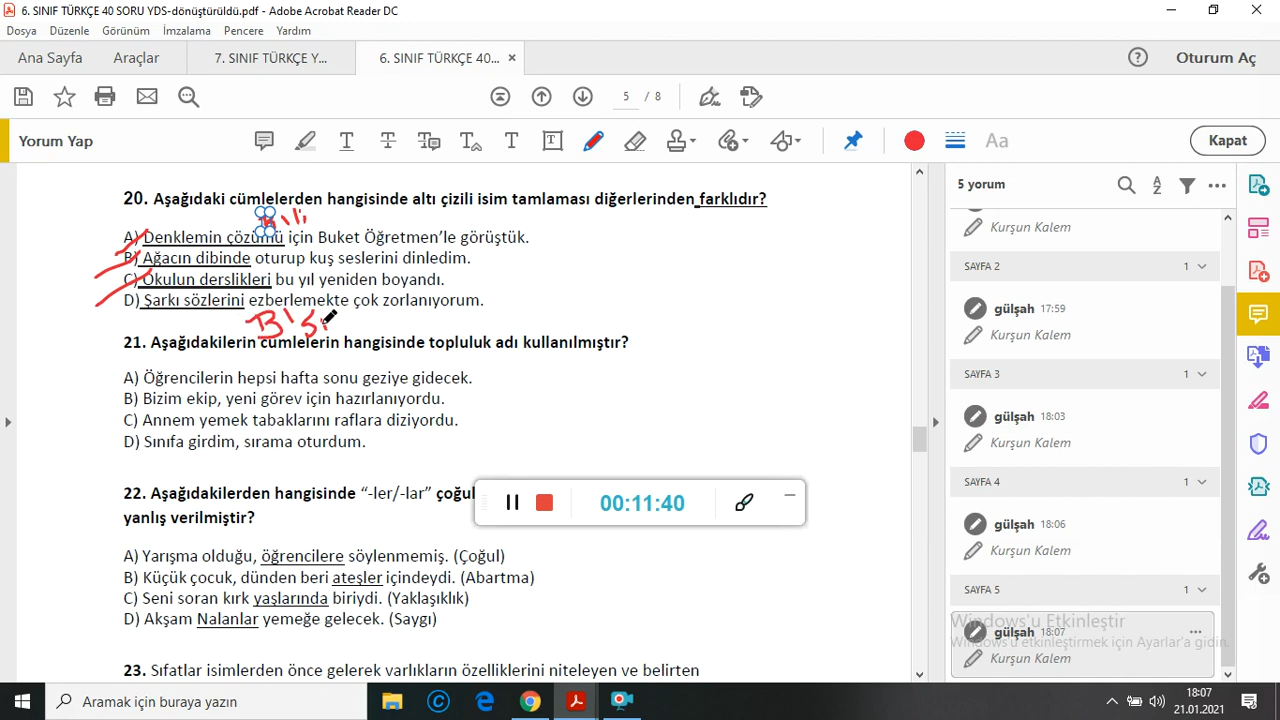 6. SINIF TÜRKÇE 40 SORU YDS-dönüştürüldü.pdf - Adobe Acrobat Reader DC
Dosya Düzenle Görünüm İmzalama Pencere Yardım
Ana Sayfa Araçlar 7. SINIF TÜRKÇE Y... 6. SINIF TÜRKÇE 40... × Oturum Aç
5 / 8
Yorum Yap Aa Kapat
20. Aşağıdaki cümlelerden hangisinde altı çizili isim tamlaması diğerlerinden farklıdır?
A) Denklemin çözümü için Buket Öğretmen’le görüştük.
B) Ağacın dibinde oturup kuş seslerini dinledim.
C) Okulun derslikleri bu yıl yeniden boyandı.
D) Şarkı sözlerini ezberlemekte çok zorlanıyorum.
21. Aşağıdakilerin cümlelerin hangisinde topluluk adı kullanılmıştır?
A) Öğrencilerin hepsi hafta sonu geziye gidecek.
B) Bizim ekip, yeni görev için hazırlanıyordu.
C) Annem yemek tabaklarını raflara diziyordu.
D) Sınıfa girdim, sırama oturdum.
22. Aşağıdakilerden hangisinde “-ler/-lar” çoğul
yanlış verilmiştir?
A) Yarışma olduğu, öğrencilere söylenmemiş. (Çoğul)
B) Küçük çocuk, dünden beri ateşler içindeydi. (Abartma)
C) Seni soran kırk yaşlarında biriydi. (Yaklaşıklık)
D) Akşam Nalanlar yemeğe gelecek. (Saygı)
23. Sıfatlar isimlerden önce gelerek varlıkların özelliklerini niteleyen ve belirten
00:11:40
5 yorum
Kurşun Kalem
SAYFA 2 1
gülşah 17:59
Kurşun Kalem
SAYFA 3 1
gülşah 18:03
Kurşun Kalem
SAYFA 4 1
gülşah 18:06
Kurşun Kalem
SAYFA 5 1
gülşah 18:07
Kurşun Kalem
Windows'u Etkinleştir
Windows'u etkinleştirmek için Ayarlar'a gidin.
Aramak için buraya yazın
18:07
21.01.2021